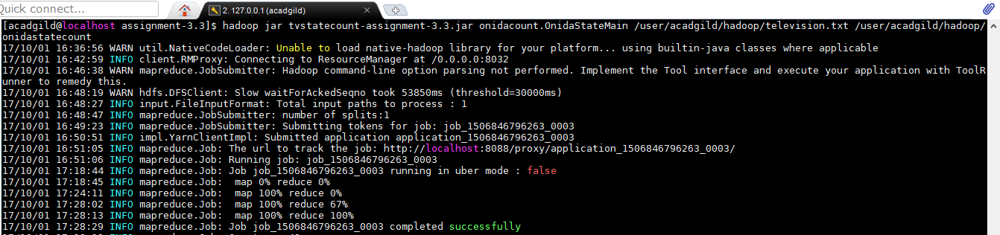 Quick connect...
2. 127.0.0.1 (acadgild)
[acadgild@localhost assignment-3.3]$ hadoop jar tvstatecount-assignment-3.3.jar onidacount.OnidaStateMain /user/acadgild/hadoop/television.txt /user/acadgild/hadoop/
onidastatecount
17/10/01 16:36:56 WARN util.NativeCodeLoader: Unable to load native-hadoop library for your platform... using builtin-java classes where applicable
17/10/01 16:42:59 INFO client.RMProxy: Connecting to ResourceManager at /0.0.0.0:8032
17/10/01 16:46:38 WARN mapreduce.JobSubmitter: Hadoop command-line option parsing not performed. Implement the Tool interface and execute your application with ToolR
unner to remedy this.
17/10/01 16:48:19 WARN hdfs.DFSClient: Slow waitForAckedSeqno took 53850ms (threshold=30000ms)
17/10/01 16:48:27 INFO input.FileInputFormat: Total input paths to process : 1
17/10/01 16:48:47 INFO mapreduce.JobSubmitter: number of splits:1
17/10/01 16:49:23 INFO mapreduce.JobSubmitter: Submitting tokens for job: job_1506846796263_0003
17/10/01 16:50:51 INFO impl.YarnClientImpl: Submitted application application_1506846796263_0003
17/10/01 16:51:05 INFO mapreduce.Job: The url to track the job: http://localhost:8088/proxy/application_1506846796263_0003/
17/10/01 16:51:06 INFO mapreduce.Job: Running job: job_1506846796263_0003
17/10/01 17:18:44 INFO mapreduce.Job: Job job_1506846796263_0003 running in uber mode : false
17/10/01 17:18:45 INFO mapreduce.Job:  map 0% reduce 0%
17/10/01 17:24:11 INFO mapreduce.Job:  map 100% reduce 0%
17/10/01 17:28:02 INFO mapreduce.Job:  map 100% reduce 67%
17/10/01 17:28:13 INFO mapreduce.Job:  map 100% reduce 100%
17/10/01 17:28:29 INFO mapreduce.Job: Job job_1506846796263_0003 completed successfully